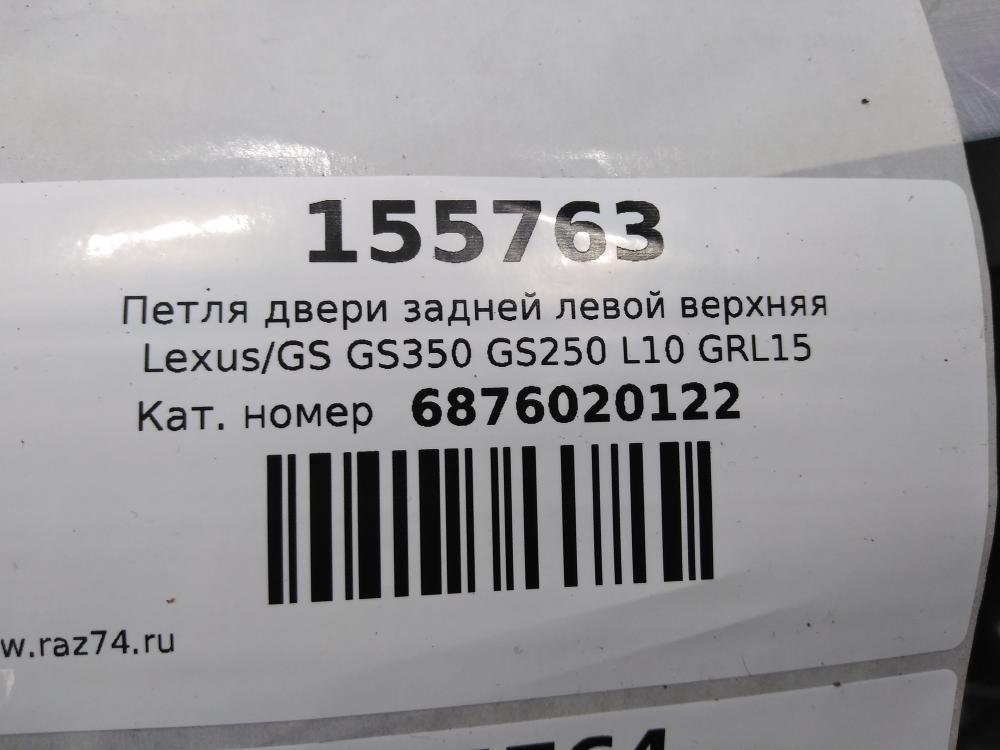 155763
Петля двери задней левой верхняя
Lexus/GS GS350 GS250 L10 GRL15
Кат. номер 6876020122
w.raz74.ru